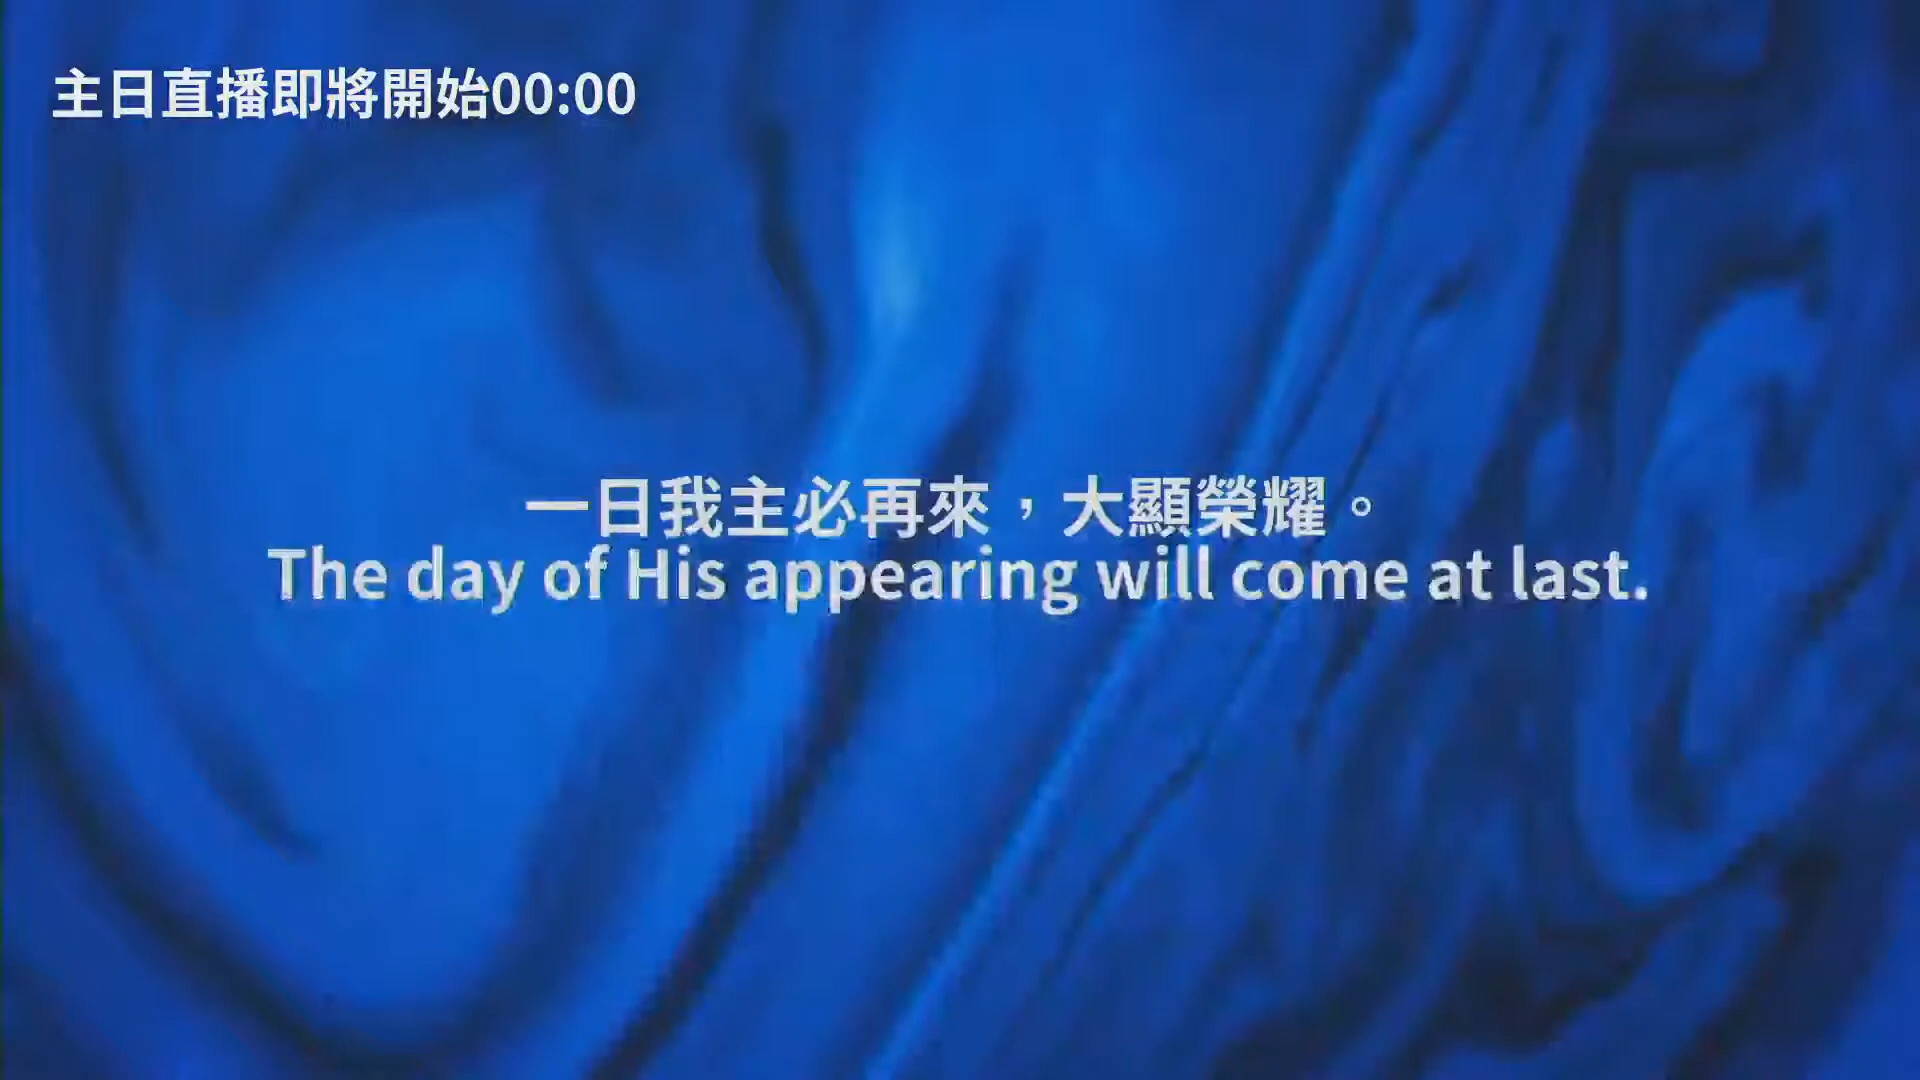 主日直播即將開始00:00
一日我主必再來，大顯榮耀。
The day of His appearing will come at last.